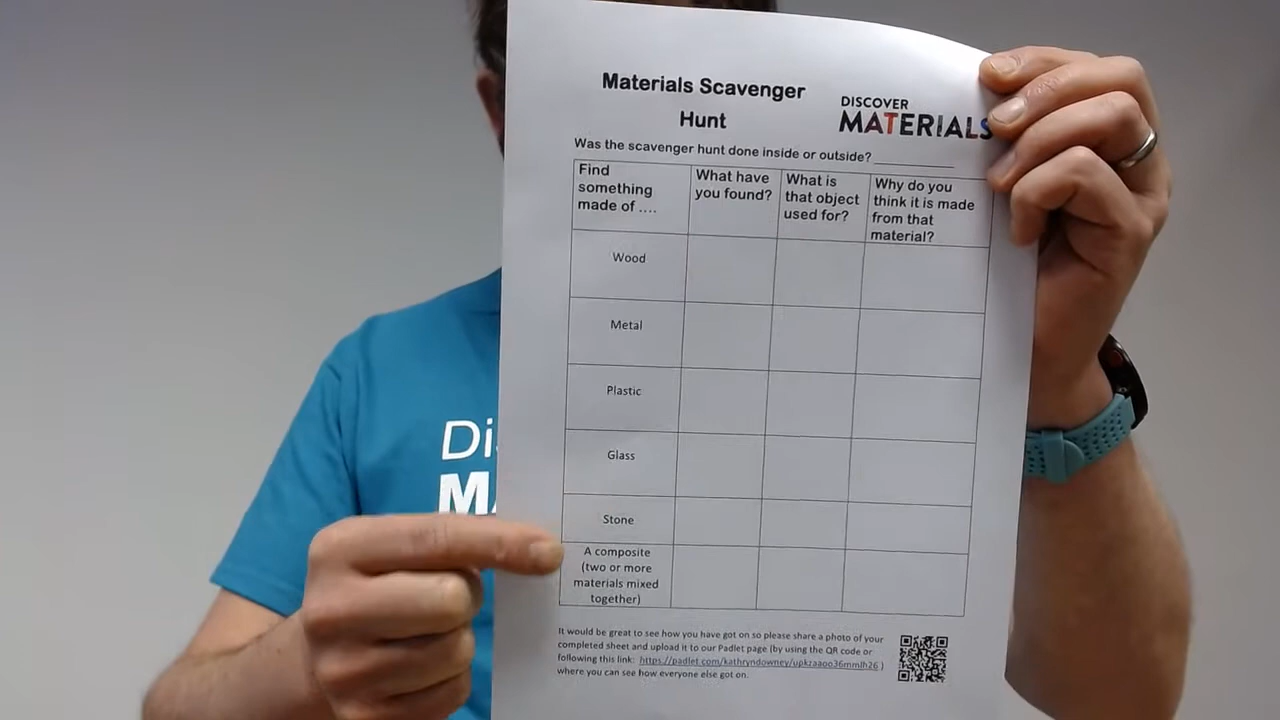 Materials Scavenger
Hunt
DISCOVER
MATERIALS
Was the scavenger hunt done inside or outside? ___________
Find
something
made of ....
What have
you found?
What is
that object
used for?
Why do you
think it is made
from that
material?
Wood
Metal
Plastic
Glass
Stone
A composite
(two or more
materials mixed
together)
It would be great to see how you have got on so please share a photo of your
completed sheet and upload it to our Padlet page (by using the QR code or
following this link: )
where you can see how everyone else got on.
Di
MA